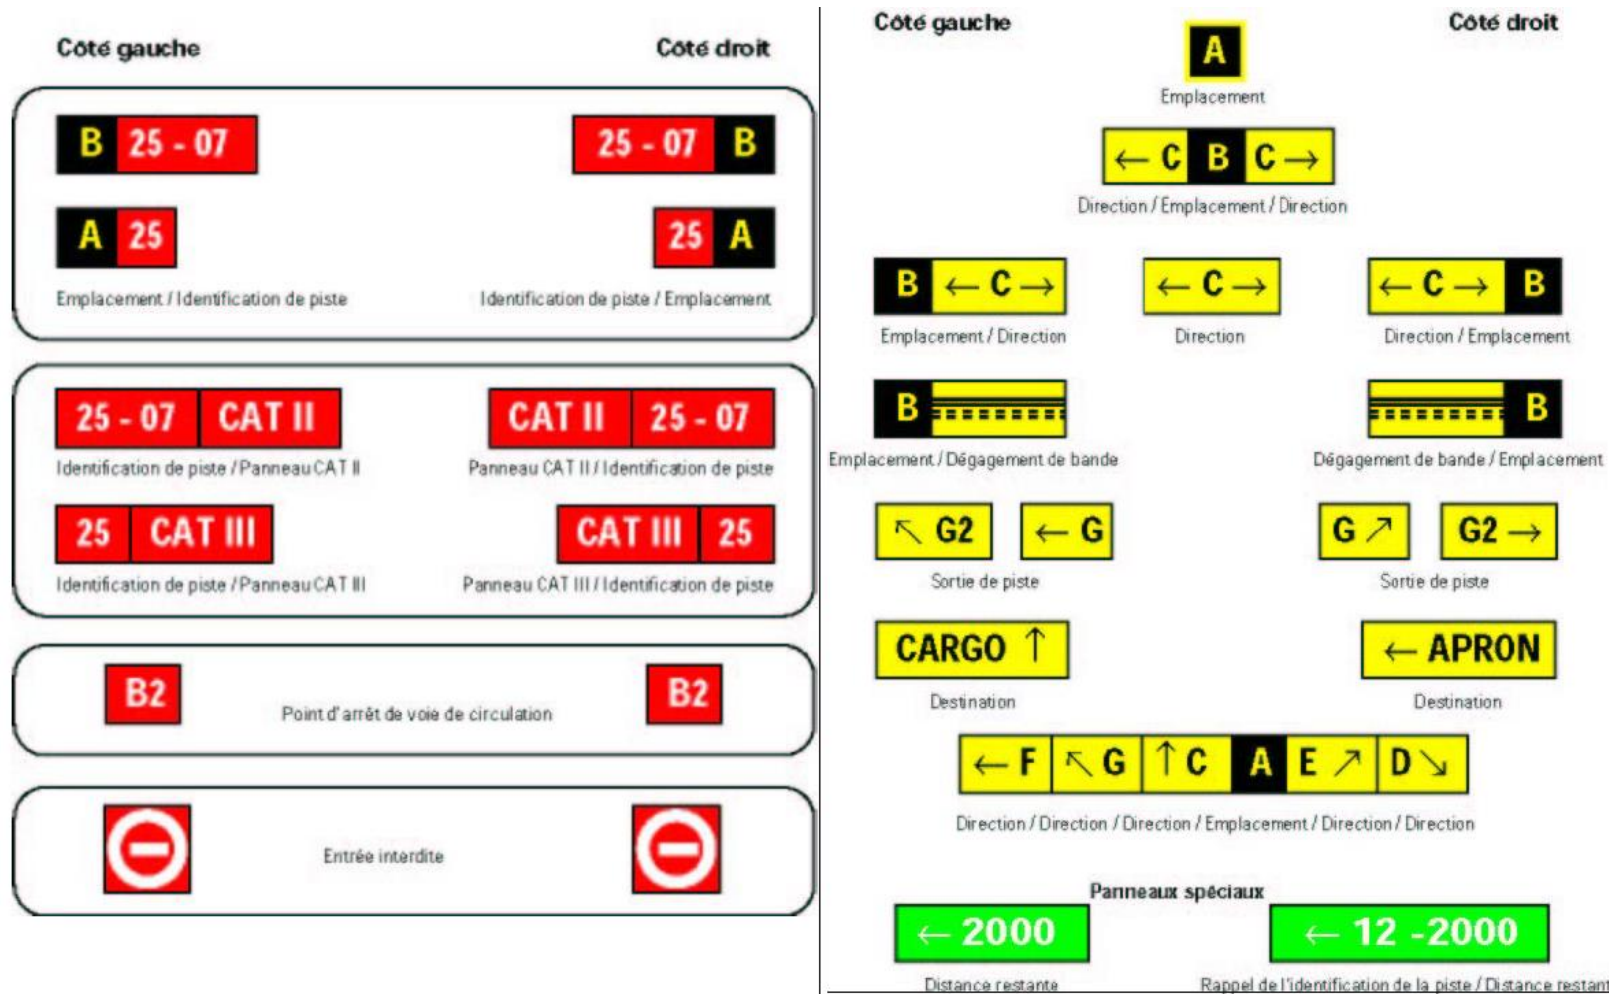 Côté gauche
Côté droit
B 25 - 07
25 - 07 B
A 25
25 A
Emplacement / Identification de piste
Identification de piste / Emplacement
25 - 07 CAT II
CAT II 25 - 07
Identification de piste / Panneau CAT II
Panneau CAT II / Identification de piste
25 CAT III
CAT III 25
Identification de piste / Panneau CAT III
Panneau CAT III / Identification de piste
B2
B2
Point d'arrêt de voie de circulation
Entrée interdite
Côté gauche
Côté droit
A
Emplacement
← C B C →
Direction / Emplacement / Direction
B ← C →
← C →
← C → B
Emplacement / Direction
Direction
Direction / Emplacement
B
B
Emplacement / Dégagement de bande
Dégagement de bande / Emplacement
↖ G2
← G
G ↗
G2 →
Sortie de piste
Sortie de piste
CARGO ↑
← APRON
Destination
Destination
← F ↖ G ↑ C A E ↗ D ↘
Direction / Direction / Direction / Emplacement / Direction / Direction
Panneaux spéciaux
← 2000
← 12 -2000
Distance restante
Rappel de l'identification de la piste / Distance restant